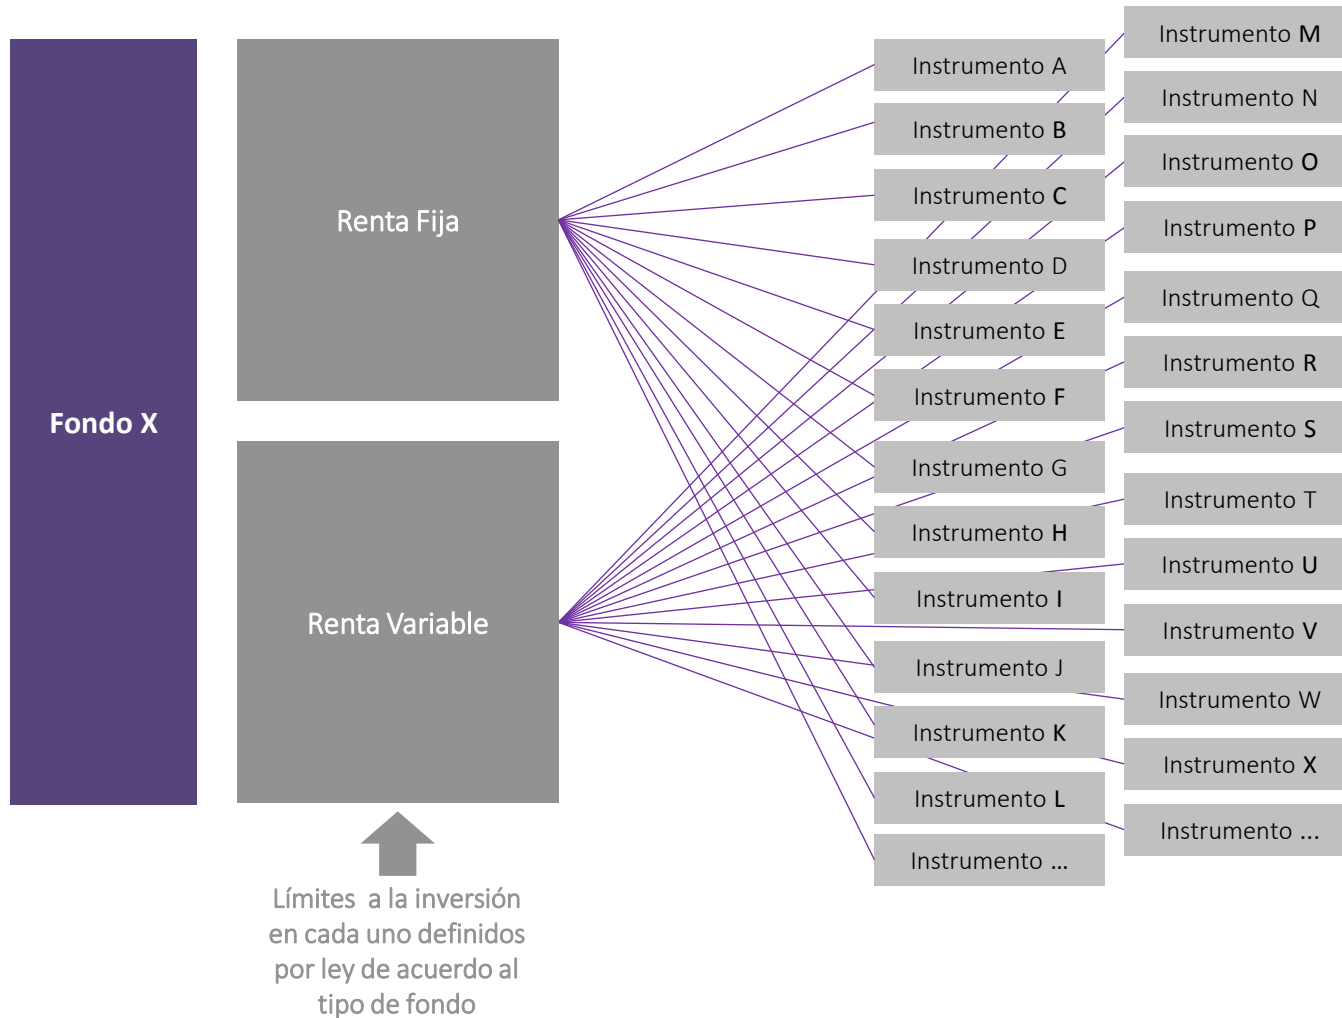 Fondo X
Renta Fija
Renta Variable
Límites a la inversión
en cada uno definidos
por ley de acuerdo al
tipo de fondo
Instrumento A
Instrumento B
Instrumento C
Instrumento D
Instrumento E
Instrumento F
Instrumento G
Instrumento H
Instrumento I
Instrumento J
Instrumento K
Instrumento L
Instrumento ...
Instrumento M
Instrumento N
Instrumento O
Instrumento P
Instrumento Q
Instrumento R
Instrumento S
Instrumento T
Instrumento U
Instrumento V
Instrumento W
Instrumento X
Instrumento ...